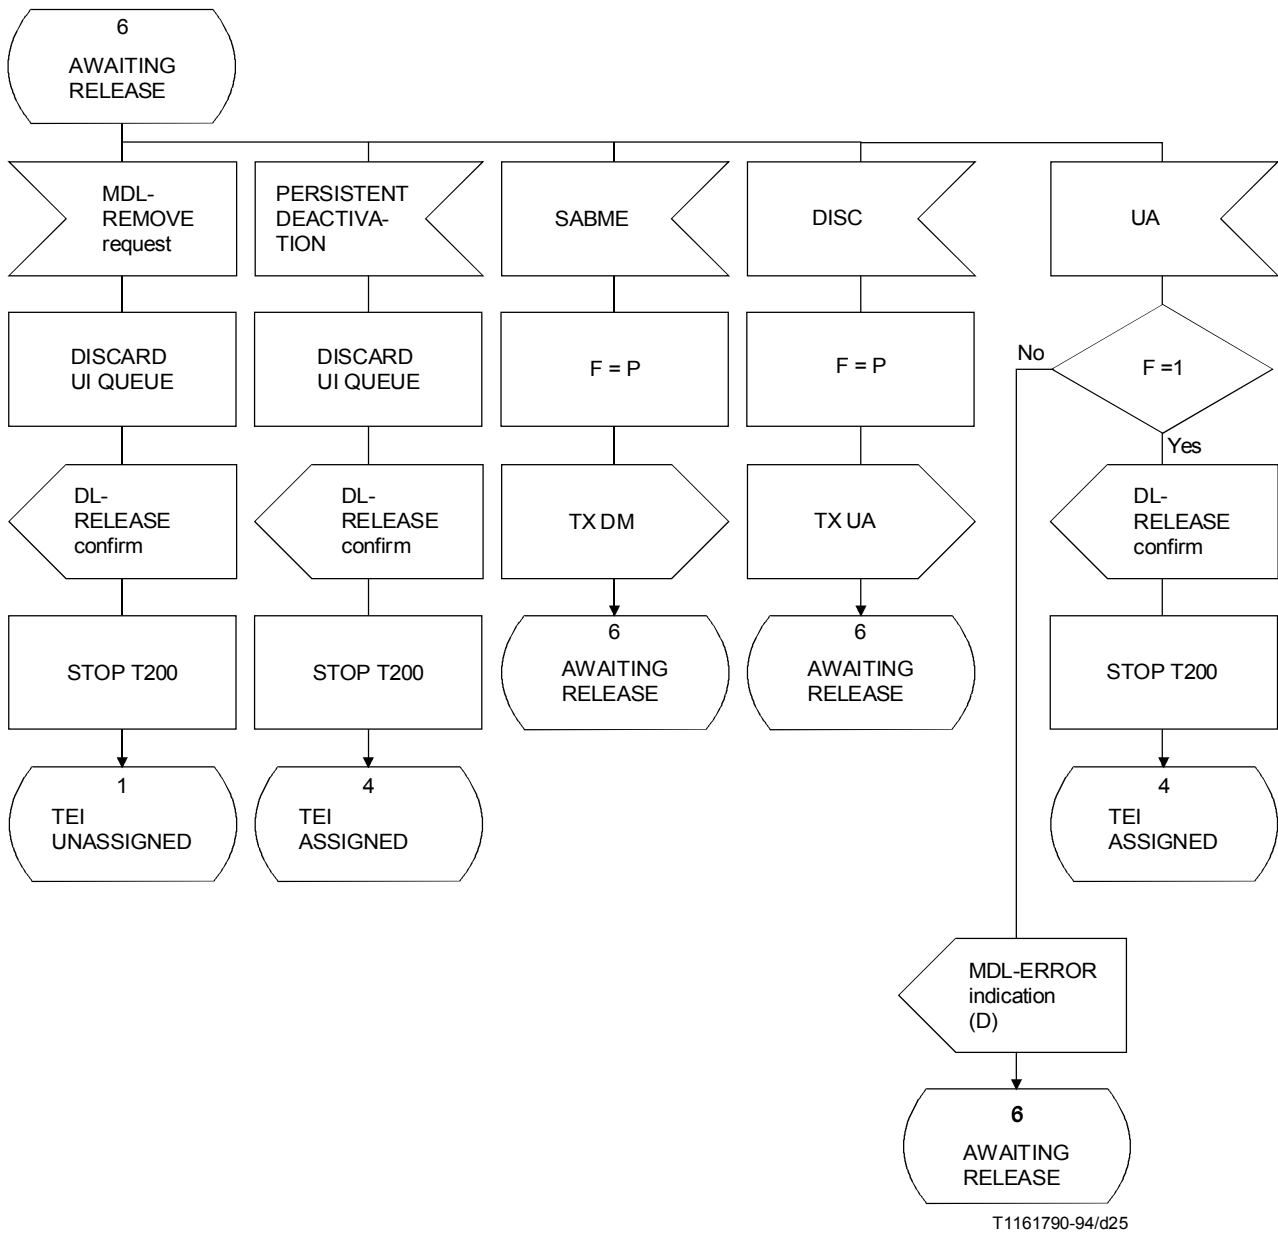 6
AWAITING
RELEASE
MDL-
REMOVE
request
PERSISTENT
DEACTIVA-
TION
SABME
DISC
UA
DISCARD
UI QUEUE
DISCARD
UI QUEUE
F = P
F = P
No
F =1
Yes
DL-
RELEASE
confirm
DL-
RELEASE
confirm
TX DM
TX UA
DL-
RELEASE
confirm
STOP T200
STOP T200
6
AWAITING
RELEASE
6
AWAITING
RELEASE
STOP T200
1
TEI
UNASSIGNED
4
TEI
ASSIGNED
4
TEI
ASSIGNED
MDL-ERROR
indication
(D)
6
AWAITING
RELEASE
T1161790-94/d25